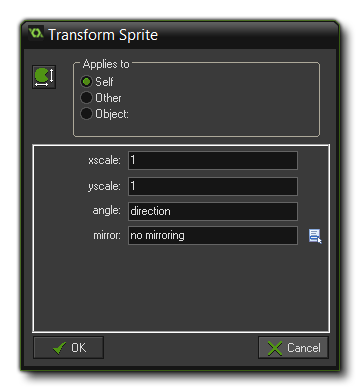 Transform Sprite
Applies to
Self
Other
Object:
xscale: 1
yscale: 1
angle: direction
mirror: no mirroring
OK Cancel